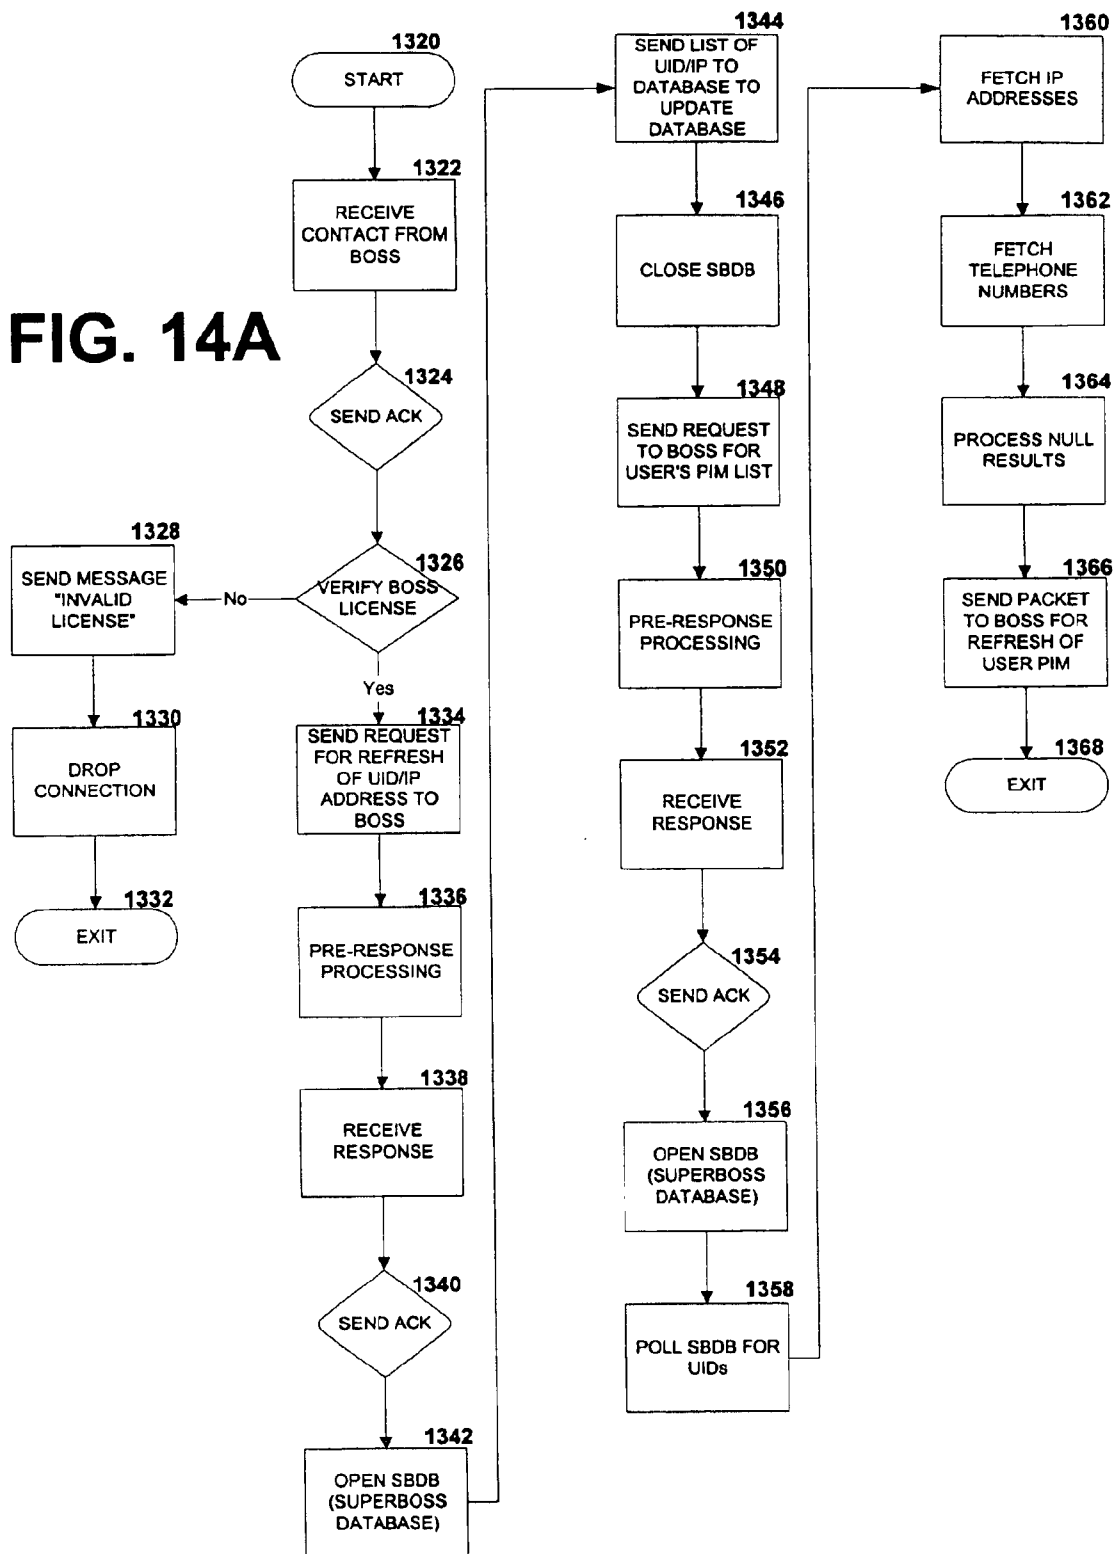 FIG. 14A
1320
START
1322
RECEIVE
CONTACT FROM
BOSS
1324
SEND ACK
1326
VERIFY BOSS
LICENSE
No
1328
SEND MESSAGE
"INVALID
LICENSE"
1330
DROP
CONNECTION
1332
EXIT
Yes
1334
SEND REQUEST
FOR REFRESH
OF UID/IP
ADDRESS TO
BOSS
1336
PRE-RESPONSE
PROCESSING
1338
RECEIVE
RESPONSE
1340
SEND ACK
1342
OPEN SBDB
(SUPERBOSS
DATABASE)
1344
SEND LIST OF
UID/IP TO
DATABASE TO
UPDATE
DATABASE
1346
CLOSE SBDB
1348
SEND REQUEST
TO BOSS FOR
USER'S PIM LIST
1350
PRE-RESPONSE
PROCESSING
1352
RECEIVE
RESPONSE
1354
SEND ACK
1356
OPEN SBDB
(SUPERBOSS
DATABASE)
1358
POLL SBDB FOR
UIDs
1360
FETCH IP
ADDRESSES
1362
FETCH
TELEPHONE
NUMBERS
1364
PROCESS NULL
RESULTS
1366
SEND PACKET
TO BOSS FOR
REFRESH OF
USER PIM
1368
EXIT